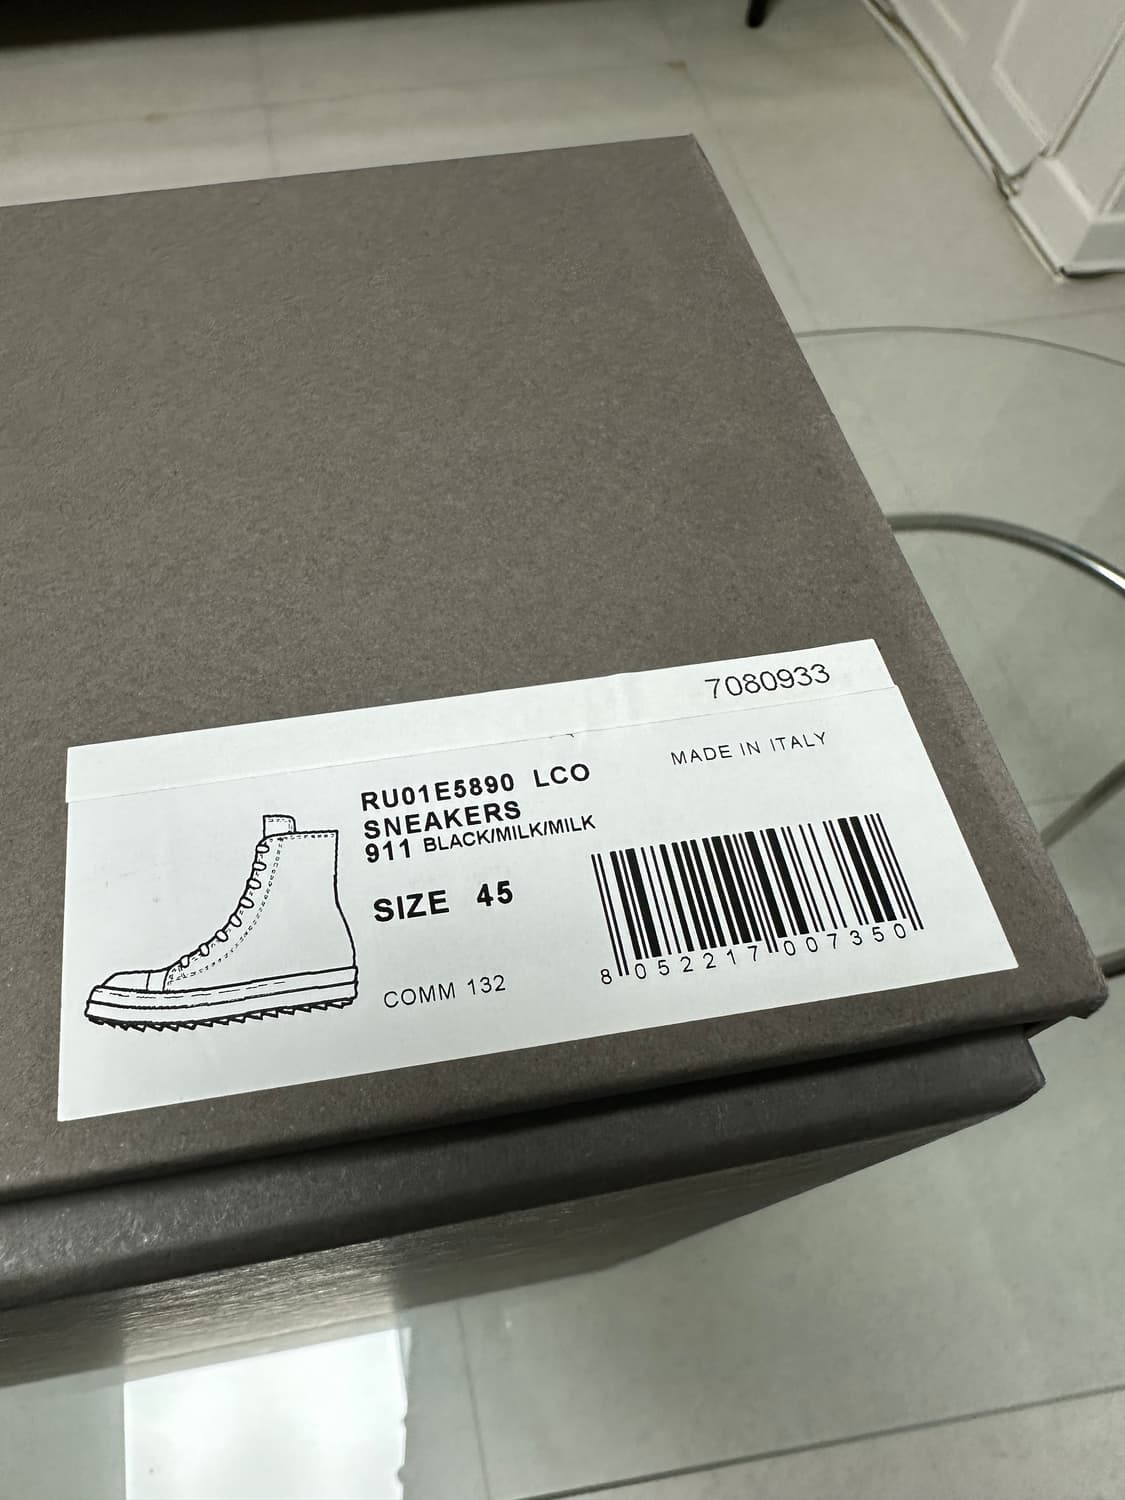 7080933
MADE IN ITALY
RU01E5890 LCO
SNEAKERS
911 BLACK/MILK/MILK
SIZE 45
COMM 132
8 052217 007350